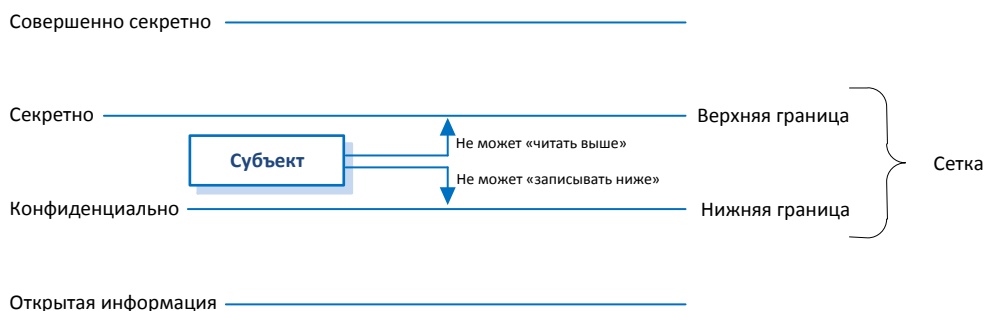 Совершенно секретно
Секретно
Верхняя граница
Не может «читать выше»
Субъект
Сетка
Не может «записывать ниже»
Конфиденциально
Нижняя граница
Открытая информация